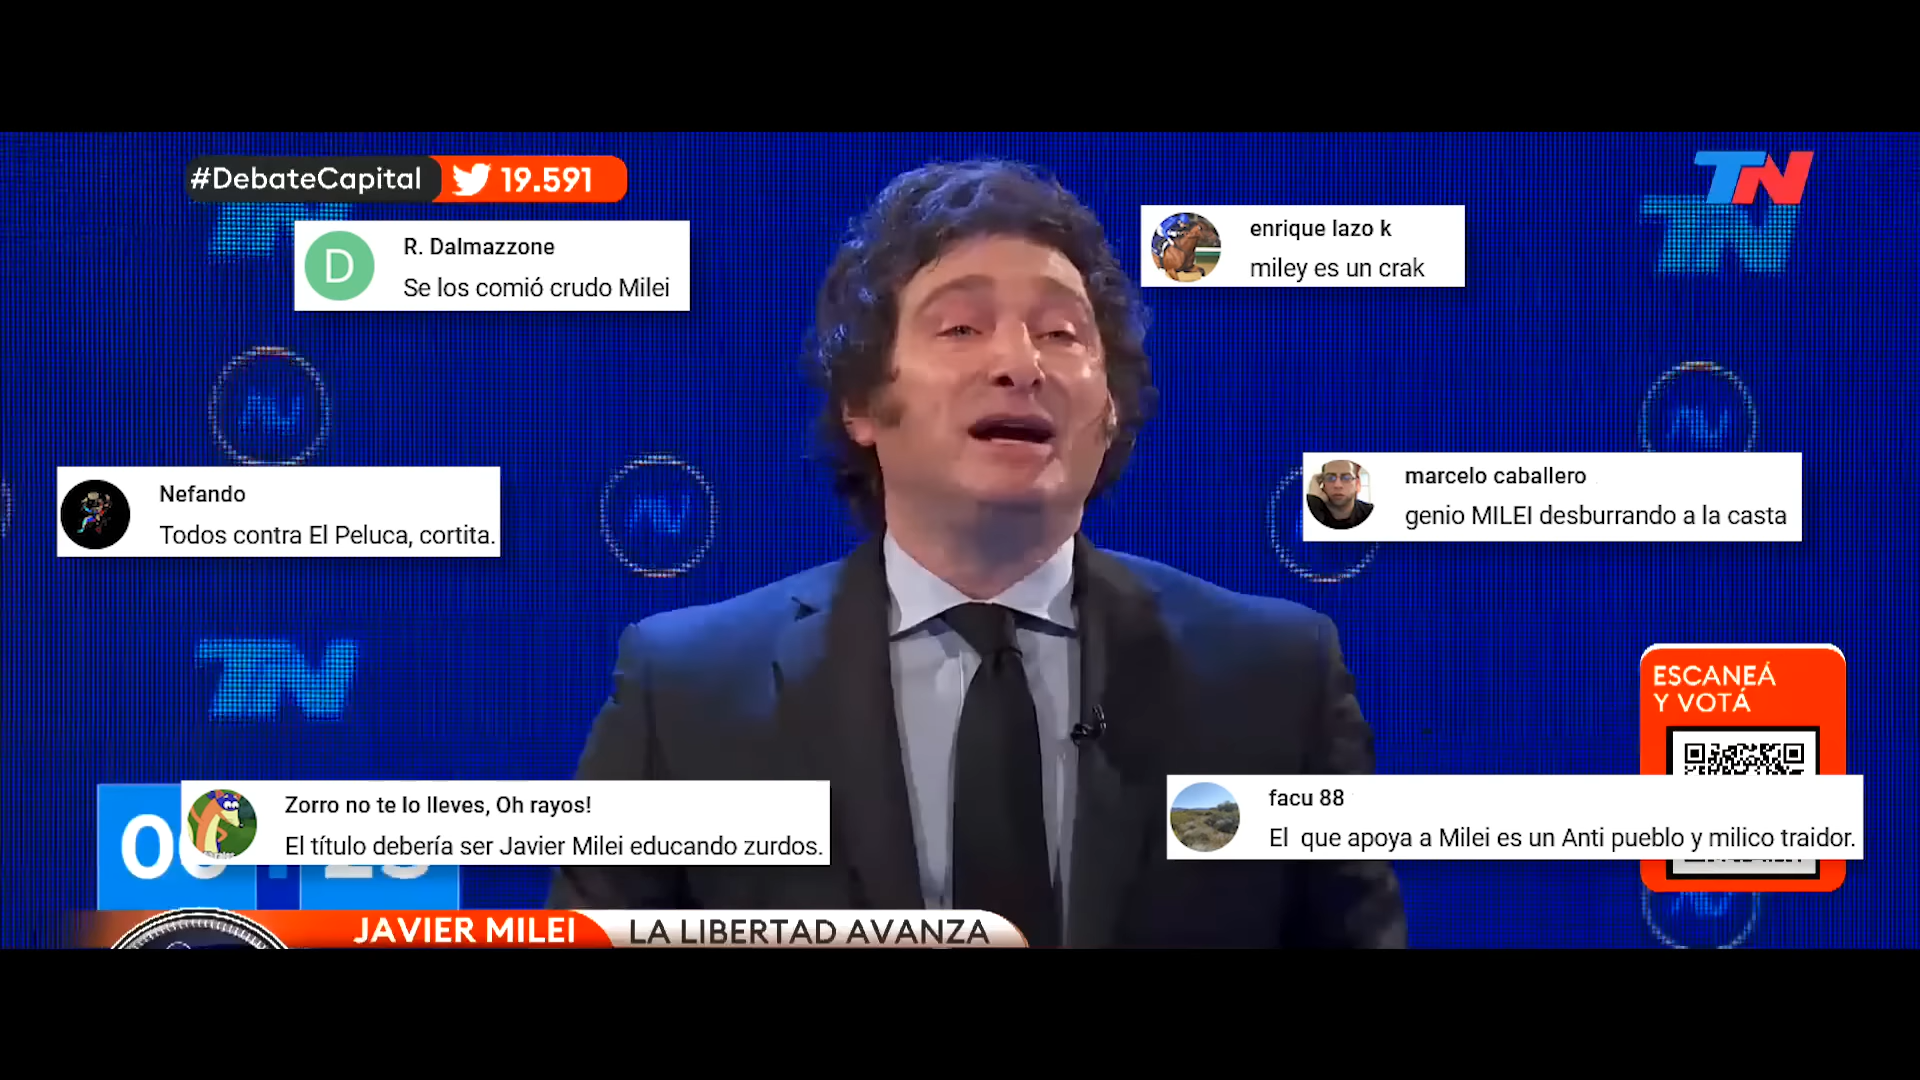 #DebateCapital 19.591
TN
TN
R. Dalmazzone
Se los comió crudo Milei
enrique lazo k
miley es un crak
Nefando
Todos contra El Peluca, cortita.
marcelo caballero
genio MILEI desburrando a la casta
TN
ESCANEÁ
Y VOTÁ
Zorro no te lo lleves, Oh rayos!
El título debería ser Javier Milei educando zurdos.
facu 88
El que apoya a Milei es un Anti pueblo y milico traidor.
JAVIER MILEI LA LIBERTAD AVANZA